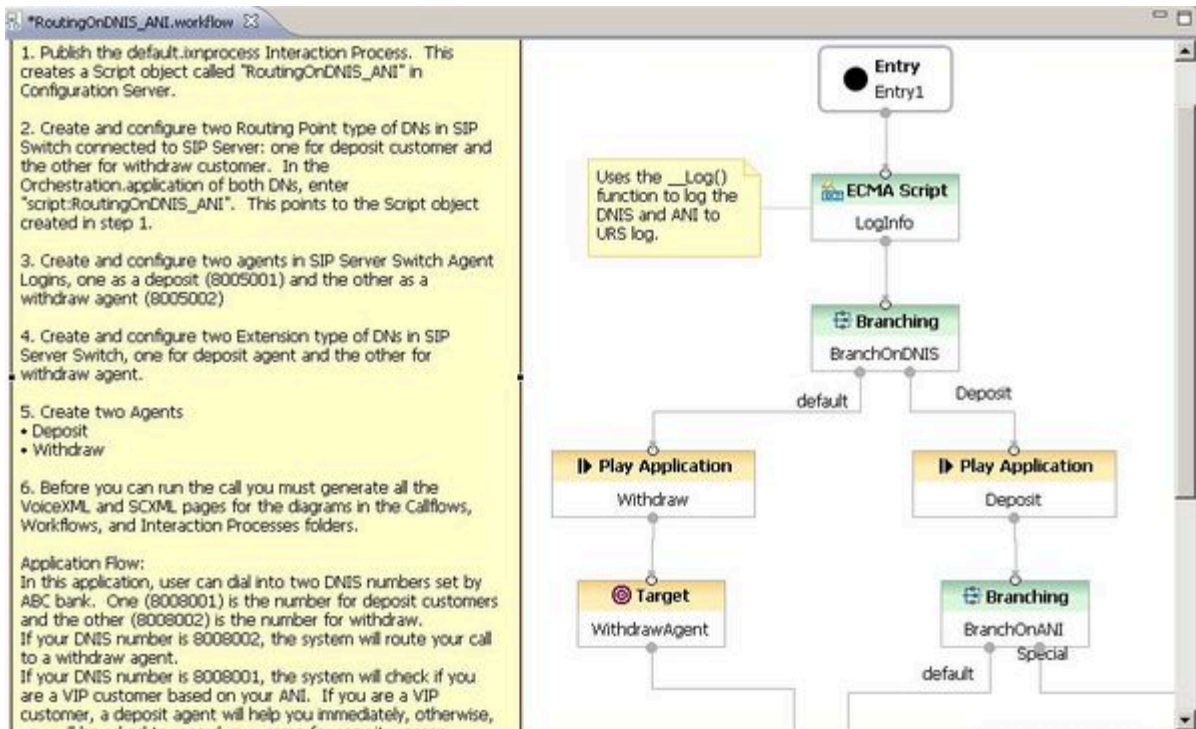 *RoutingOnDNIS_ANI.workflow
1. Publish the default.ixnprocess Interaction Process. This
creates a Script object called "RoutingOnDNIS_ANI" in
Configuration Server.
2. Create and configure two Routing Point type of DNs in SIP
Switch connected to SIP Server: one for deposit customer and
the other for withdraw customer. In the
Orchestration.application of both DNs, enter
"script:RoutingOnDNIS_ANI". This points to the Script object
created in step 1.
3. Create and configure two agents in SIP Server Switch Agent
Logins, one as a deposit (8005001) and the other as a
withdraw agent (8005002)
4. Create and configure two Extension type of DNs in SIP
Server Switch, one for deposit agent and the other for
withdraw agent.
5. Create two Agents
• Deposit
• Withdraw
6. Before you can run the call you must generate all the
VoiceXML and SCXML pages for the diagrams in the Callflows,
Workflows, and Interaction Processes folders.
Application Flow:
In this application, user can dial into two DNIS numbers set by
ABC bank. One (8008001) is the number for deposit customers
and the other (8008002) is the number for withdraw.
If your DNIS number is 8008002, the system will route your call
to a withdraw agent.
If your DNIS number is 8008001, the system will check if you
are a VIP customer based on your ANI. If you are a VIP
customer, a deposit agent will help you immediately, otherwise,
Entry
Entry1
Uses the __Log()
function to log the
DNIS and ANI to
URS log.
ECMA Script
LogInfo
Branching
BranchOnDNIS
default
Deposit
Play Application
Withdraw
Play Application
Deposit
Target
WithdrawAgent
Branching
BranchOnANI
Special
default